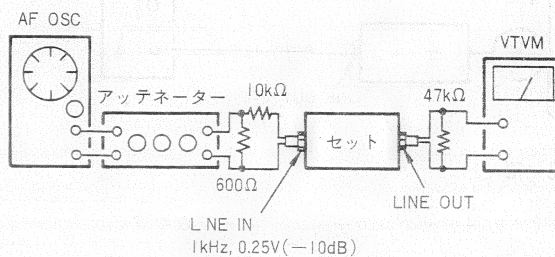 AF OSC
VTVM
アッテネーター
10kΩ
47kΩ
セット
600Ω
LINE OUT
L NE IN
1kHz, 0.25V(－10dB)